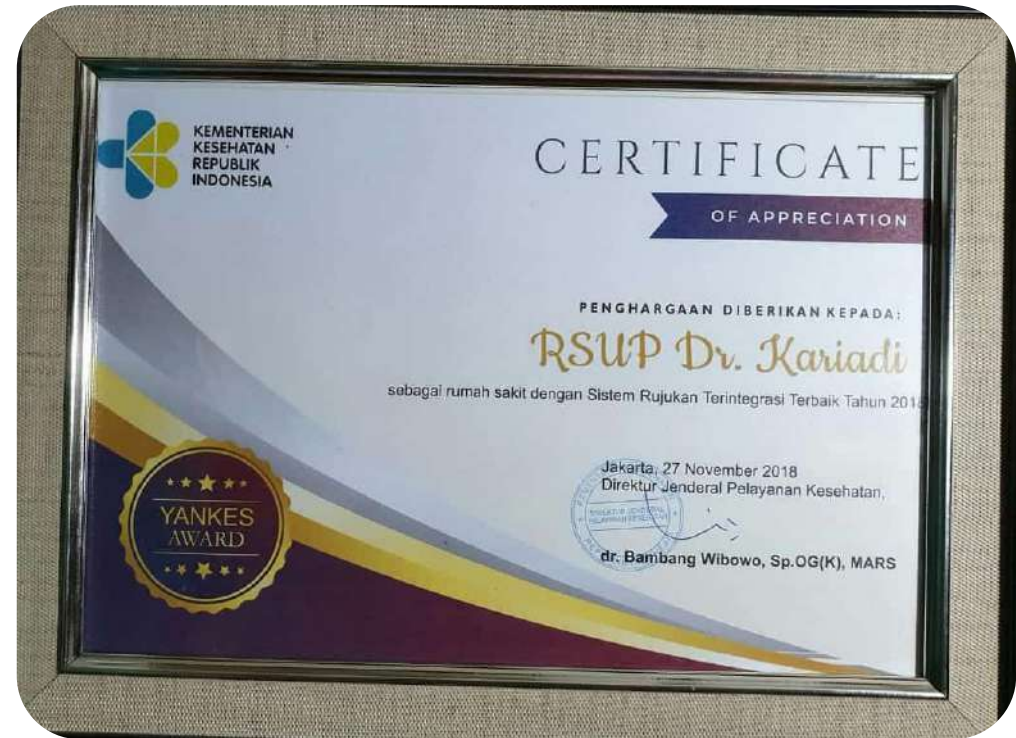 KEMENTERIAN
KESEHATAN
REPUBLIK
INDONESIA
CERTIFICATE
OF APPRECIATION
PENGHARGAAN DIBERIKAN KEPADA:
RSUP Dr. Kariadi
sebagai rumah sakit dengan Sistem Rujukan Terintegrasi Terbaik Tahun
Jakarta, 27 November 2018
Direktur Jenderal Pelayanan Kesehatan,
dr. Bambang Wibowo, Sp.OG(K), MARS
YANKES
AWARD